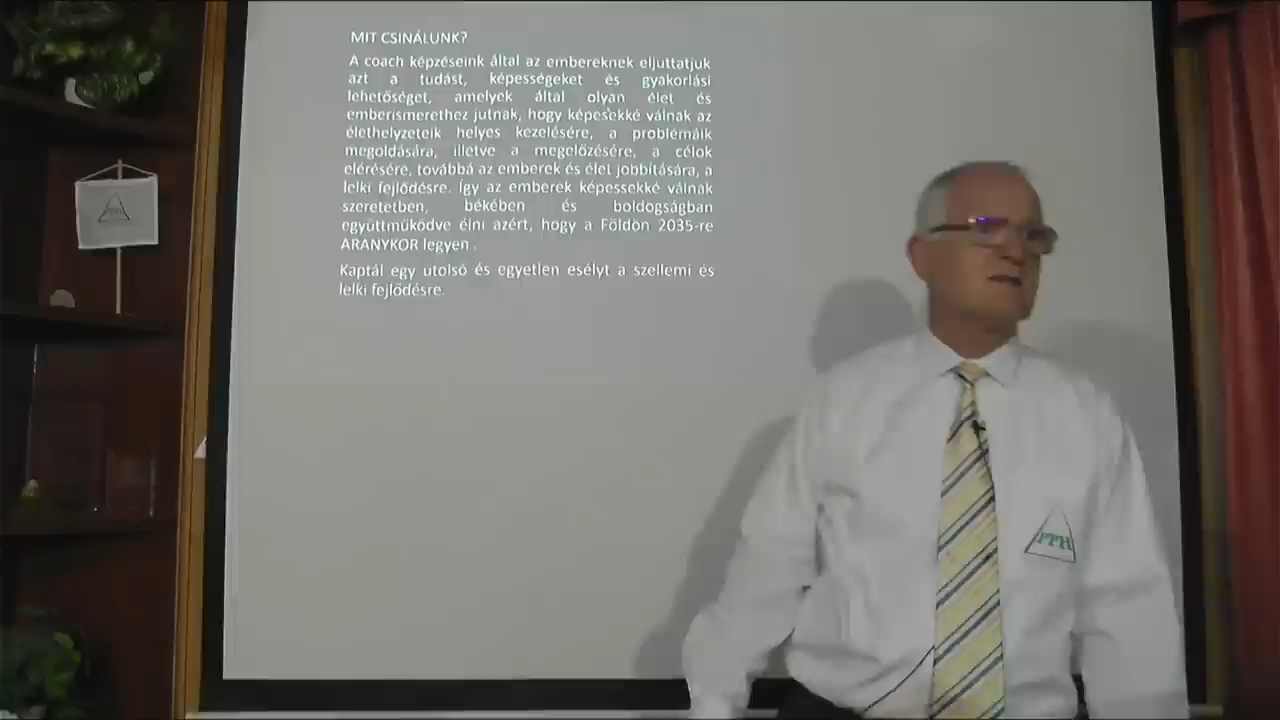 MIT CSINÁLUNK?
A coach képzéseink által az embereknek eljuttatjuk
azt a tudást, képességeket és gyakorlási
lehetőséget, amelyek által olyan élet és
emberismerethez jutnak, hogy képesekké válnak az
élethelyzeteik helyes kezelésére, a problémáik
megoldására, illetve a megelőzésére, a célok
elérésére, továbbá az emberek és élet jobbítására, a
lelki fejlődésre. Így az emberek képessekké válnak
szeretetben, békében és boldogságban
együttműködve élni azért, hogy a Földön 2035-re
ARANYKOR legyen .
Kaptál egy utolsó és egyetlen esélyt a szellemi és
lelki fejlődésre.
PPH